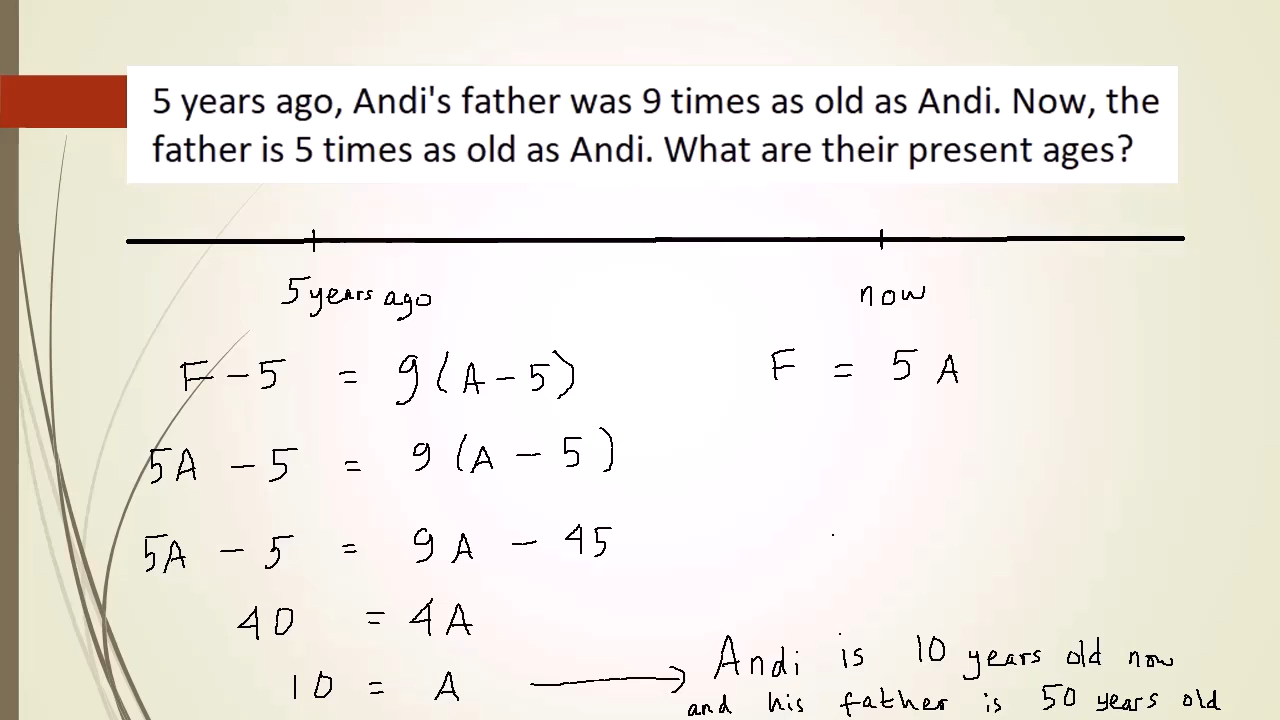 5 years ago, Andi's father was 9 times as old as Andi. Now, the
father is 5 times as old as Andi. What are their present ages?
5 years ago
now
F - 5 = 9(A - 5)
F = 5A
5A - 5 = 9(A - 5)
5A - 5 = 9A - 45
40 = 4A
10 = A
Andi is 10 years old now
and his father is 50 years old